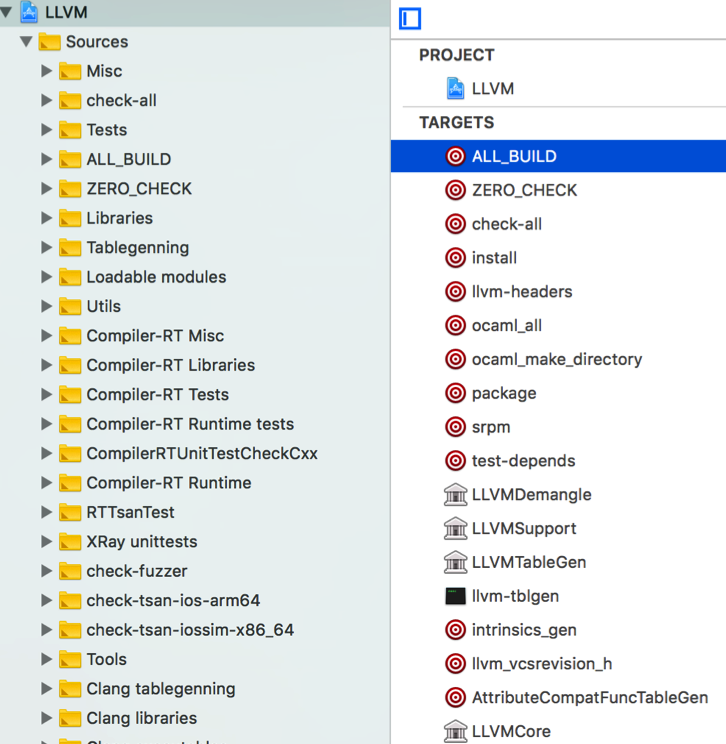 LLVM
Sources
Misc
check-all
Tests
ALL_BUILD
ZERO_CHECK
Libraries
Tablegenning
Loadable modules
Utils
Compiler-RT Misc
Compiler-RT Libraries
Compiler-RT Tests
Compiler-RT Runtime tests
CompilerRTUnitTestCheckCxx
Compiler-RT Runtime
RTTsanTest
XRay unittests
check-fuzzer
check-tsan-ios-arm64
check-tsan-iossim-x86_64
Tools
Clang tablegenning
Clang libraries
PROJECT
LLVM
TARGETS
ALL_BUILD
ZERO_CHECK
check-all
install
llvm-headers
ocaml_all
ocaml_make_directory
package
srpm
test-depends
LLVMDemangle
LLVMSupport
LLVMTableGen
llvm-tblgen
intrinsics_gen
llvm_vcsrevision_h
AttributeCompatFuncTableGen
LLVMCore